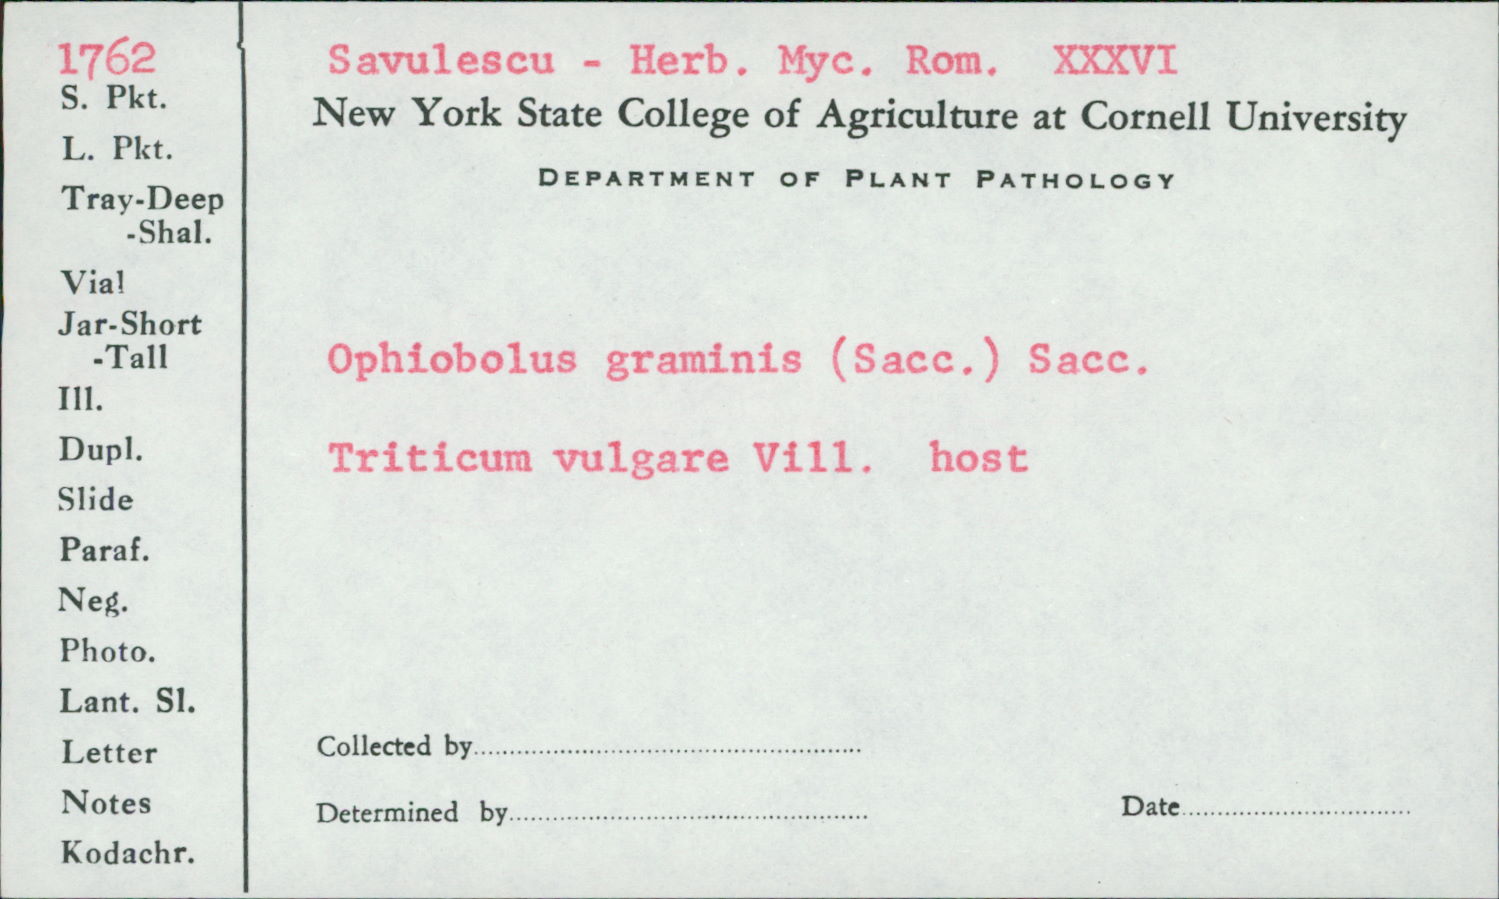 1762
S. Pkt.
L. Pkt.
Tray-Deep
-Shal.
Vial
Jar-Short
-Tall
Ill.
Dupl.
Slide
Paraf.
Neg.
Photo.
Lant. Sl.
Letter
Notes
Kodachr.
Savulescu - Herb. Myc. Rom. XXXVI
New York State College of Agriculture at Cornell University
DEPARTMENT OF PLANT PATHOLOGY
Ophiobolus graminis (Sacc.) Sacc.
Triticum vulgare Vill. host
Collected by
Determined by
Date